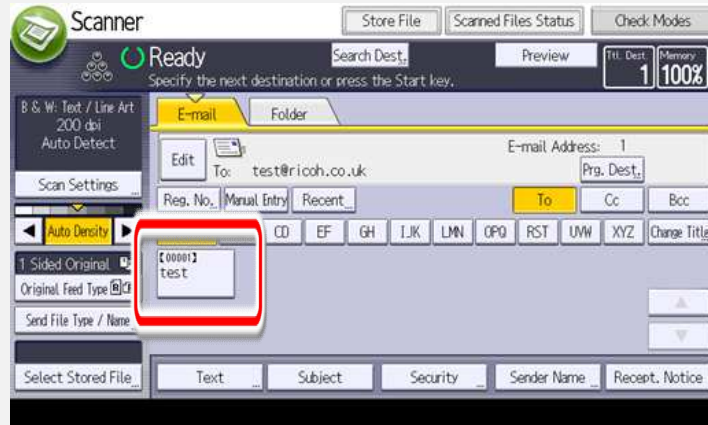 Scanner
Store File
Scanned Files Status
Check Modes
Ready
Search Dest.
Preview
Ttl. Dest.
1
Memory
100%
Specify the next destination or press the Start key.
B & W: Text / Line Art
200 dpi
Auto Detect
Scan Settings
Auto Density
1 Sided Original
Original Feed Type
Send File Type / Name
Select Stored File
E-mail
Folder
Edit
To: test@ricoh.co.uk
E-mail Address: 1
Prg. Dest.
Reg. No.
Manual Entry
Recent
To
Cc
Bcc
CD
EF
GH
IJK
LMN
OPQ
RST
UVW
XYZ
Change Title
【00001】
test
Text
Subject
Security
Sender Name
Recept. Notice